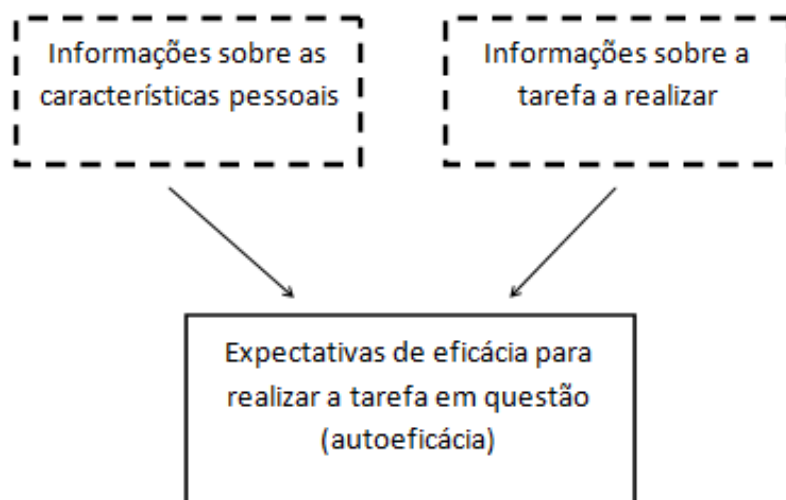 Informações sobre as
características pessoais
Informações sobre a
tarefa a realizar
Expectativas de eficácia para
realizar a tarefa em questão
(autoeficácia)